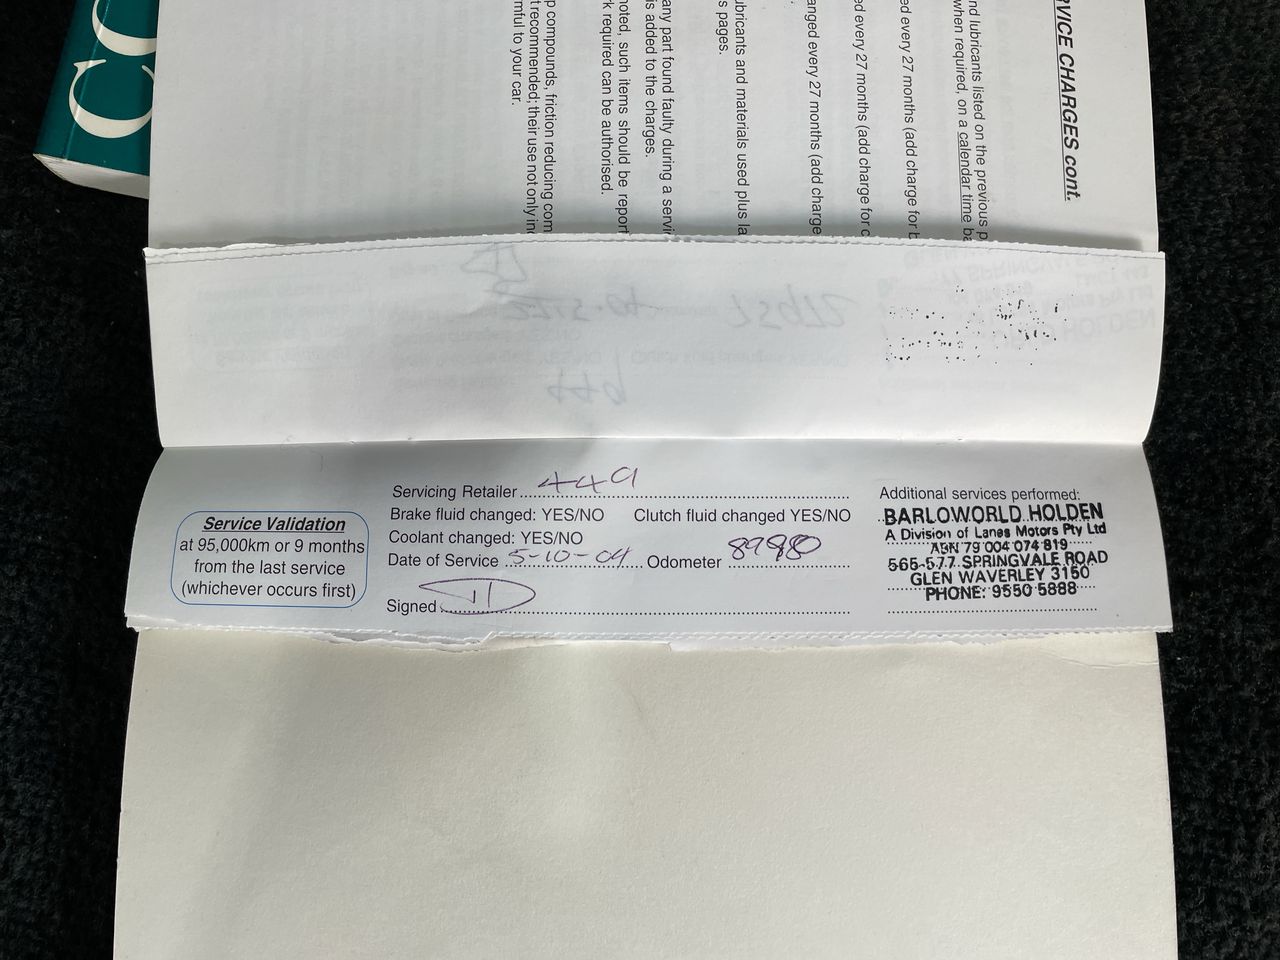 CC
RVICE CHARGES cont.
nd lubricants listed on the previous p
when required, on a calendar time ba
ed every 27 months (add charge for b
ed every 27 months (add charge for c
anged every 27 months (add charge
ubricants and materials used plus la
s pages.
any part found faulty during a servi
is added to the charges.
noted, such items should be report
k required can be authorised.
p compounds, friction reducing com
t recommended; their use not only in
mful to your car.
Service Validation
at 95,000km or 9 months
from the last service
(whichever occurs first)
Servicing Retailer 449
Brake fluid changed: YES/NO Clutch fluid changed YES/NO
Coolant changed: YES/NO
Date of Service 5-10-04 Odometer 89980
Signed
Additional services performed:
BARLOWORLD HOLDEN
A Division of Lanes Motors Pty Ltd
ABN 79 004 074 819
565-577 SPRINGVALE ROAD
GLEN WAVERLEY 3150
PHONE: 9550 5888